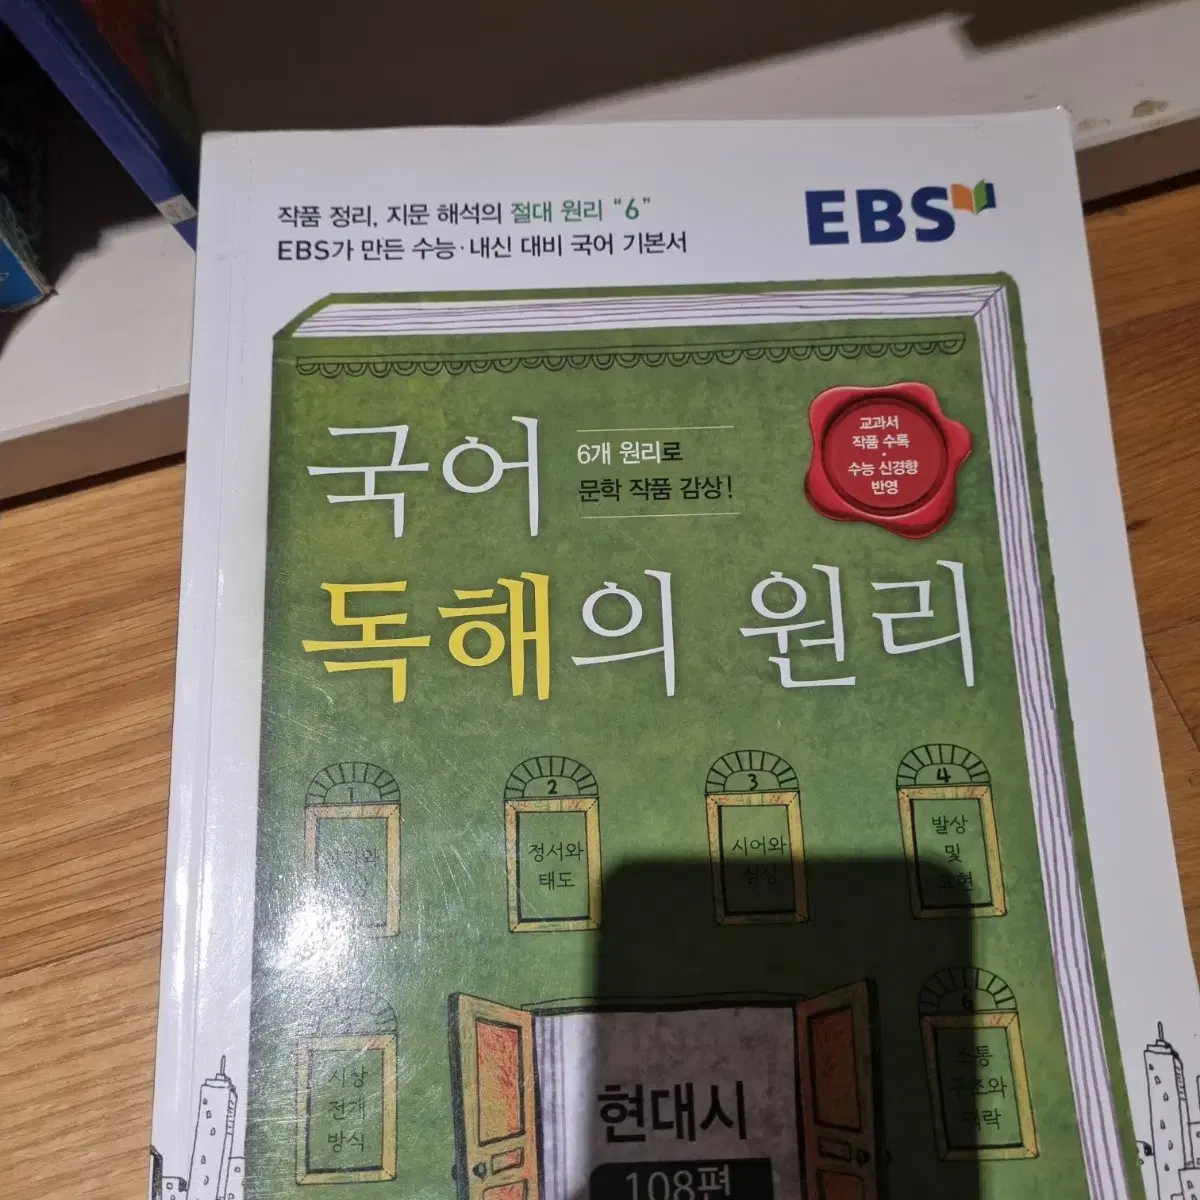 작품 정리, 지문 해석의 절대 원리 "6"
EBS가 만든 수능·내신 대비 국어 기본서
EBS
국어
6개 원리로
문학 작품 감상!
교과서
작품 수록
·
수능 신경향
반영
독해의 원리
1
2
정서와
태도
3
시어와
심상
4
발상
및
표현
시상
전개
방식
6
소통
구조와
맥락
현대시
108편